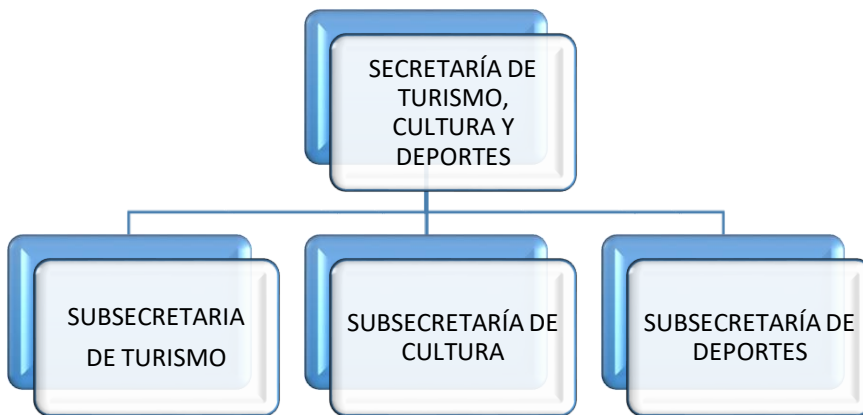 SECRETARÍA DE
TURISMO,
CULTURA Y
DEPORTES
SUBSECRETARIA
DE TURISMO
SUBSECRETARÍA DE
CULTURA
SUBSECRETARÍA DE
DEPORTES